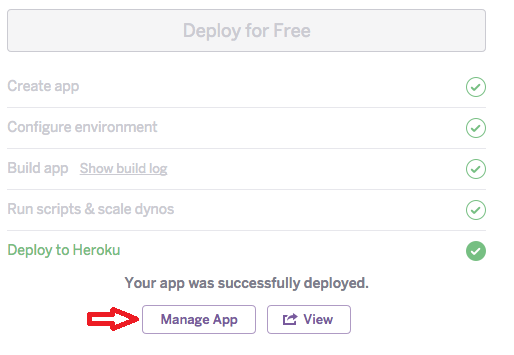 Deploy for Free
Create app
Configure environment
Build app Show build log
Run scripts & scale dynos
Deploy to Heroku
Your app was successfully deployed.
Manage App View